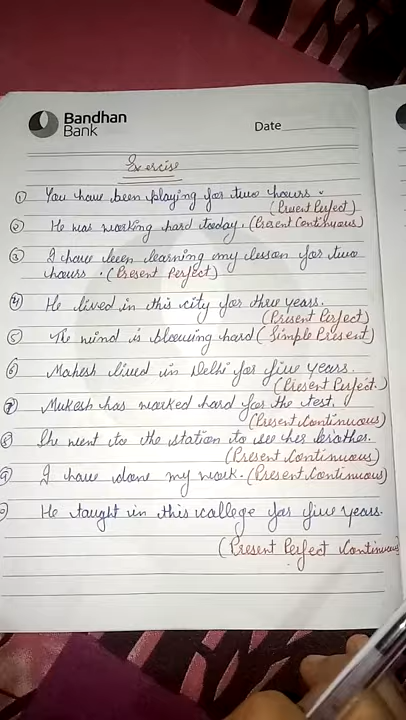 Bandhan
Bank
Date
Exercise
① You have been playing for two hours.
(Present Perfect)
② He was working hard today. (Present Continuous)
③ I have been learning my lesson for two
hours. (Present Perfect)
④ He lived in this city for three years.
(Present Perfect)
⑤ The wind is blowing hard (Simple Present)
⑥ Mahesh lived in Delhi for five years.
(Present Perfect.)
⑦ Mukesh has worked hard for the test.
(Present Continuous)
⑧ She went to the station to see her brother.
(Present Continuous)
⑨ I have done my work. (Present Continuous)
He taught in this college for five years.
(Present Perfect Continuous)